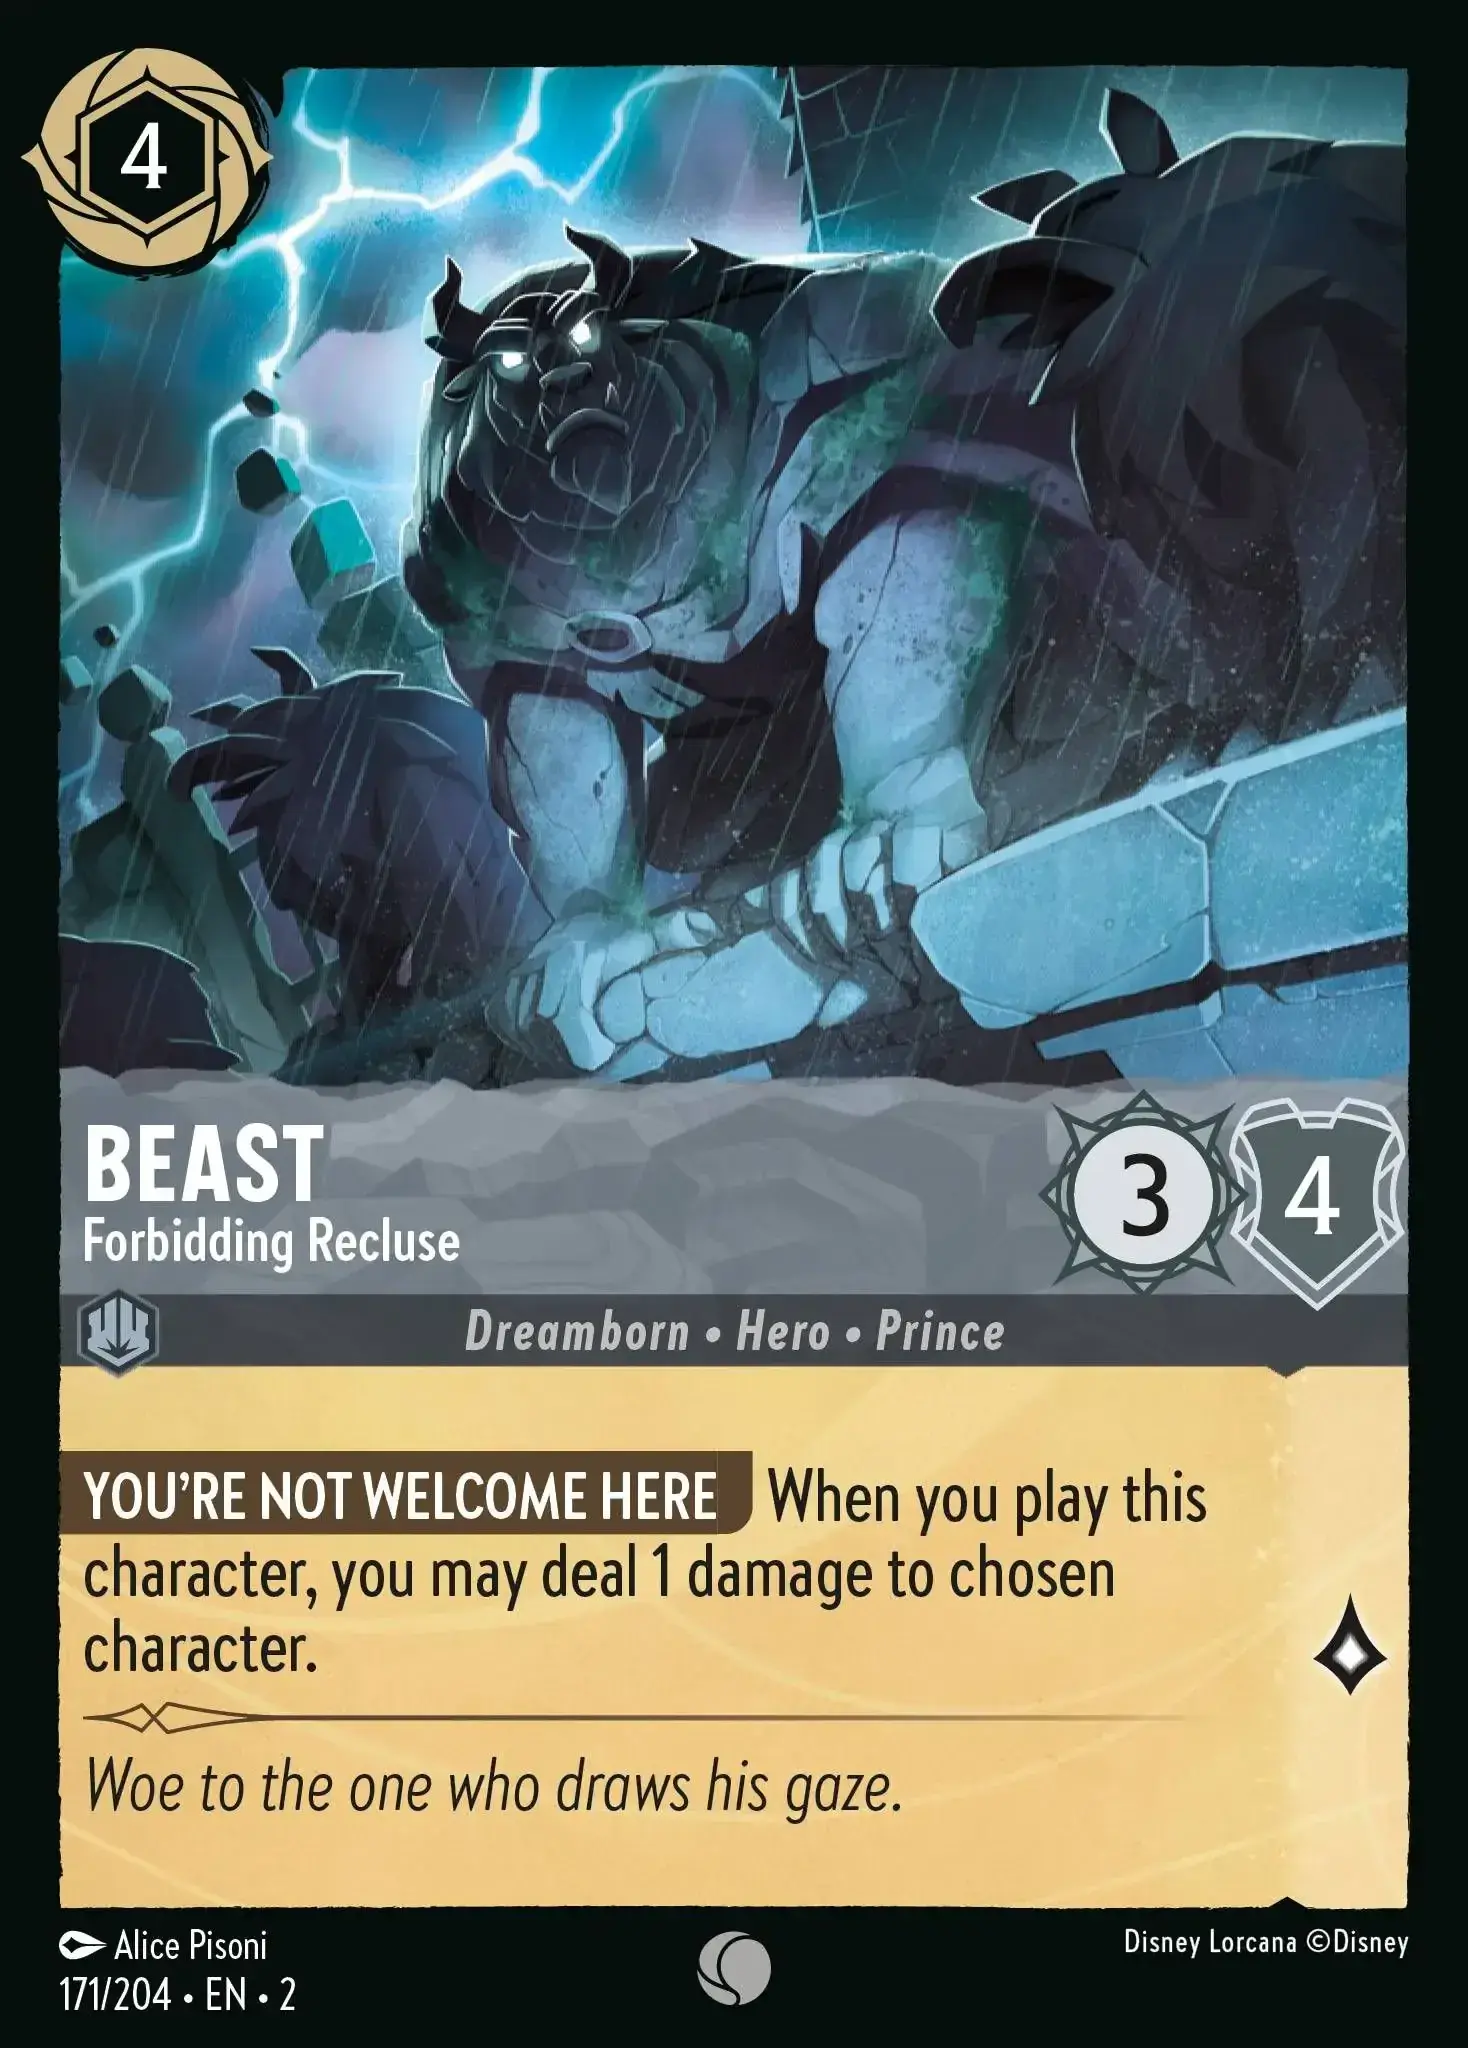 4
BEAST
Forbidding Recluse
3
4
Dreamborn • Hero • Prince
YOU'RE NOT WELCOME HERE When you play this
character, you may deal 1 damage to chosen
character.
Woe to the one who draws his gaze.
Alice Pisoni
171/204 • EN • 2
Disney Lorcana ©Disney